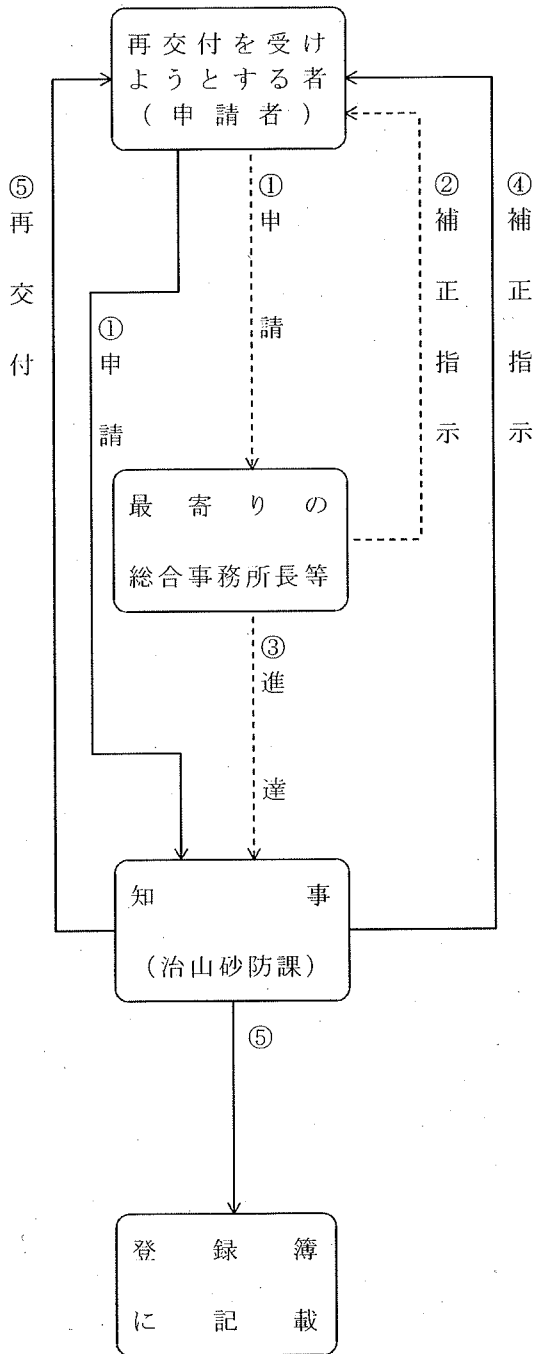 再交付を受け
ようとする者
(申請者)
⑤再交付
①申請
①申請
②補正指示
④補正指示
最寄りの
総合事務所長等
③進達
知事
(治山砂防課)
⑤
登録簿
に記載